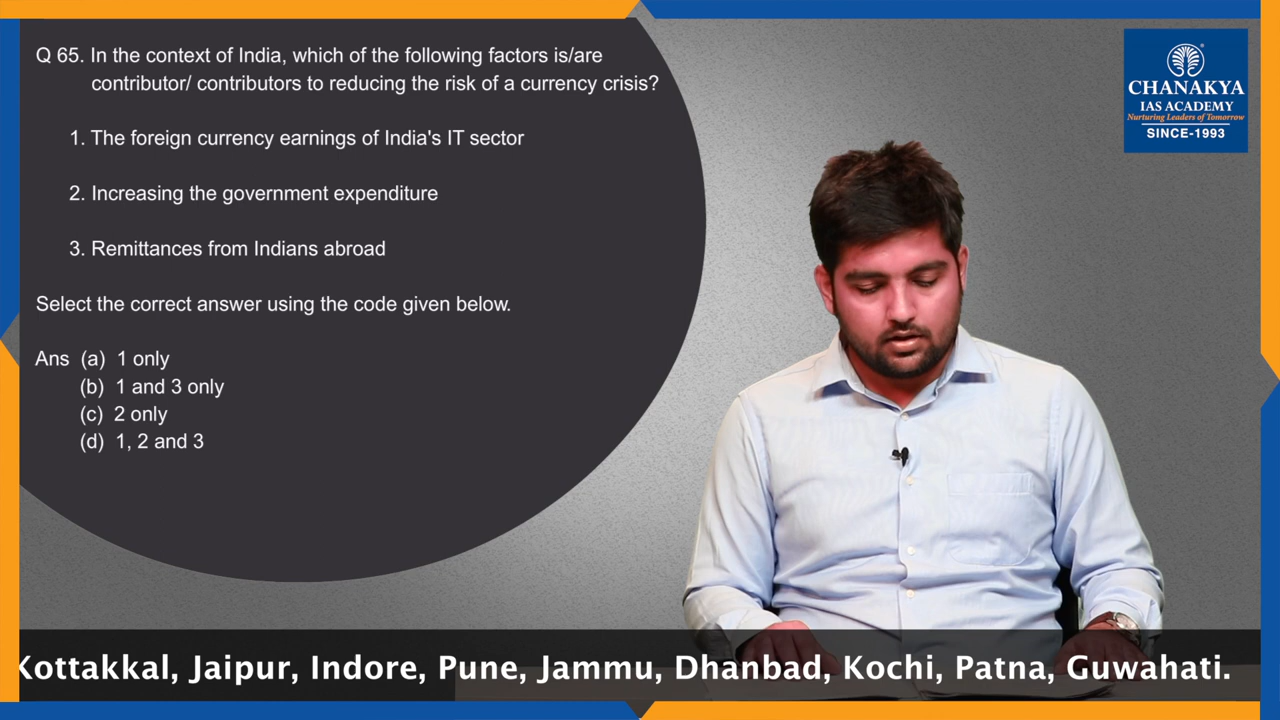 Q 65. In the context of India, which of the following factors is/are
contributor/ contributors to reducing the risk of a currency crisis?
1. The foreign currency earnings of India's IT sector
2. Increasing the government expenditure
3. Remittances from Indians abroad
Select the correct answer using the code given below.
Ans (a) 1 only
(b) 1 and 3 only
(c) 2 only
(d) 1, 2 and 3
CHANAKYA
IAS ACADEMY
Nurturing Leaders of Tomorrow
SINCE-1993
Kottakkal, Jaipur, Indore, Pune, Jammu, Dhanbad, Kochi, Patna, Guwahati.